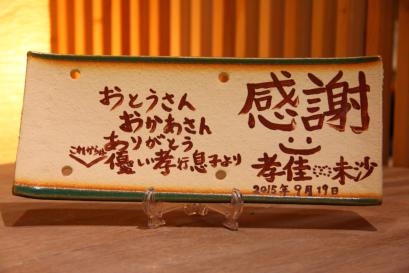 感謝
孝佳 未沙
2015年9月19日
おとうさん
おかあさん
ありがとう
これからは
優い孝行息子より